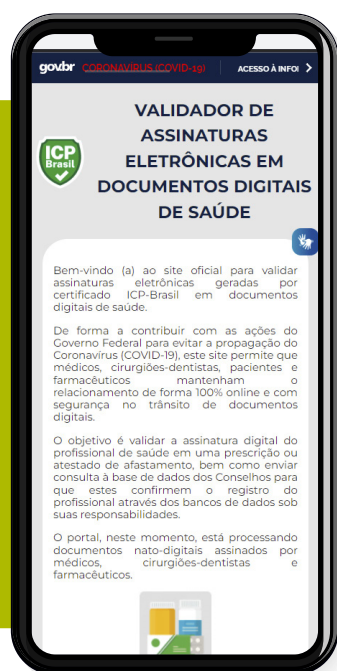 gov.br CORONAVÍRUS (COVID-19) ACESSO À INFOI
ICP
Brasil
VALIDADOR DE
ASSINATURAS
ELETRÔNICAS EM
DOCUMENTOS DIGITAIS
DE SAÚDE
Bem-vindo (a) ao site oficial para validar
assinaturas eletrônicas geradas por
certificado ICP-Brasil em documentos
digitais de saúde.
De forma a contribuir com as ações do
Governo Federal para evitar a propagação do
Coronavírus (COVID-19), este site permite que
médicos, cirurgiões-dentistas, pacientes e
farmacêuticos mantenham o
relacionamento de forma 100% online e com
segurança no trânsito de documentos
digitais.
O objetivo é validar a assinatura digital do
profissional de saúde em uma prescrição ou
atestado de afastamento, bem como enviar
consulta à base de dados dos Conselhos para
que estes confirmem o registro do
profissional através dos bancos de dados sob
suas responsabilidades.
O portal, neste momento, está processando
documentos nato-digitais assinados por
médicos, cirurgiões-dentistas e
farmacêuticos.